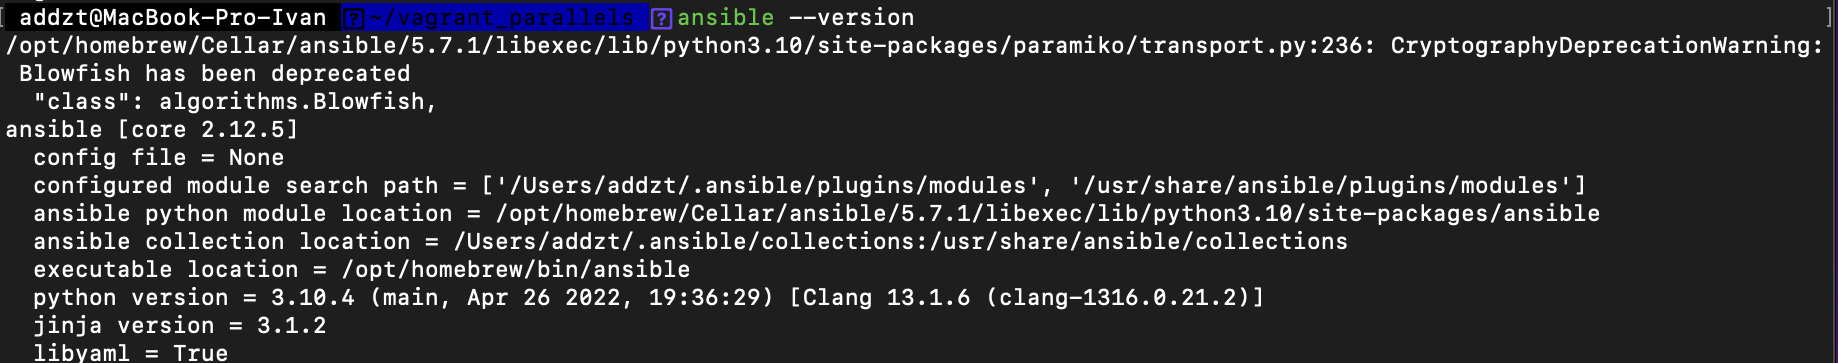 [ addzt@MacBook-Pro-Ivan ? ~/vagrant_parallels ? ansible --version ]
/opt/homebrew/Cellar/ansible/5.7.1/libexec/lib/python3.10/site-packages/paramiko/transport.py:236: CryptographyDeprecationWarning:
 Blowfish has been deprecated
  "class": algorithms.Blowfish,
ansible [core 2.12.5]
  config file = None
  configured module search path = ['/Users/addzt/.ansible/plugins/modules', '/usr/share/ansible/plugins/modules']
  ansible python module location = /opt/homebrew/Cellar/ansible/5.7.1/libexec/lib/python3.10/site-packages/ansible
  ansible collection location = /Users/addzt/.ansible/collections:/usr/share/ansible/collections
  executable location = /opt/homebrew/bin/ansible
  python version = 3.10.4 (main, Apr 26 2022, 19:36:29) [Clang 13.1.6 (clang-1316.0.21.2)]
  jinja version = 3.1.2
  libyaml = True